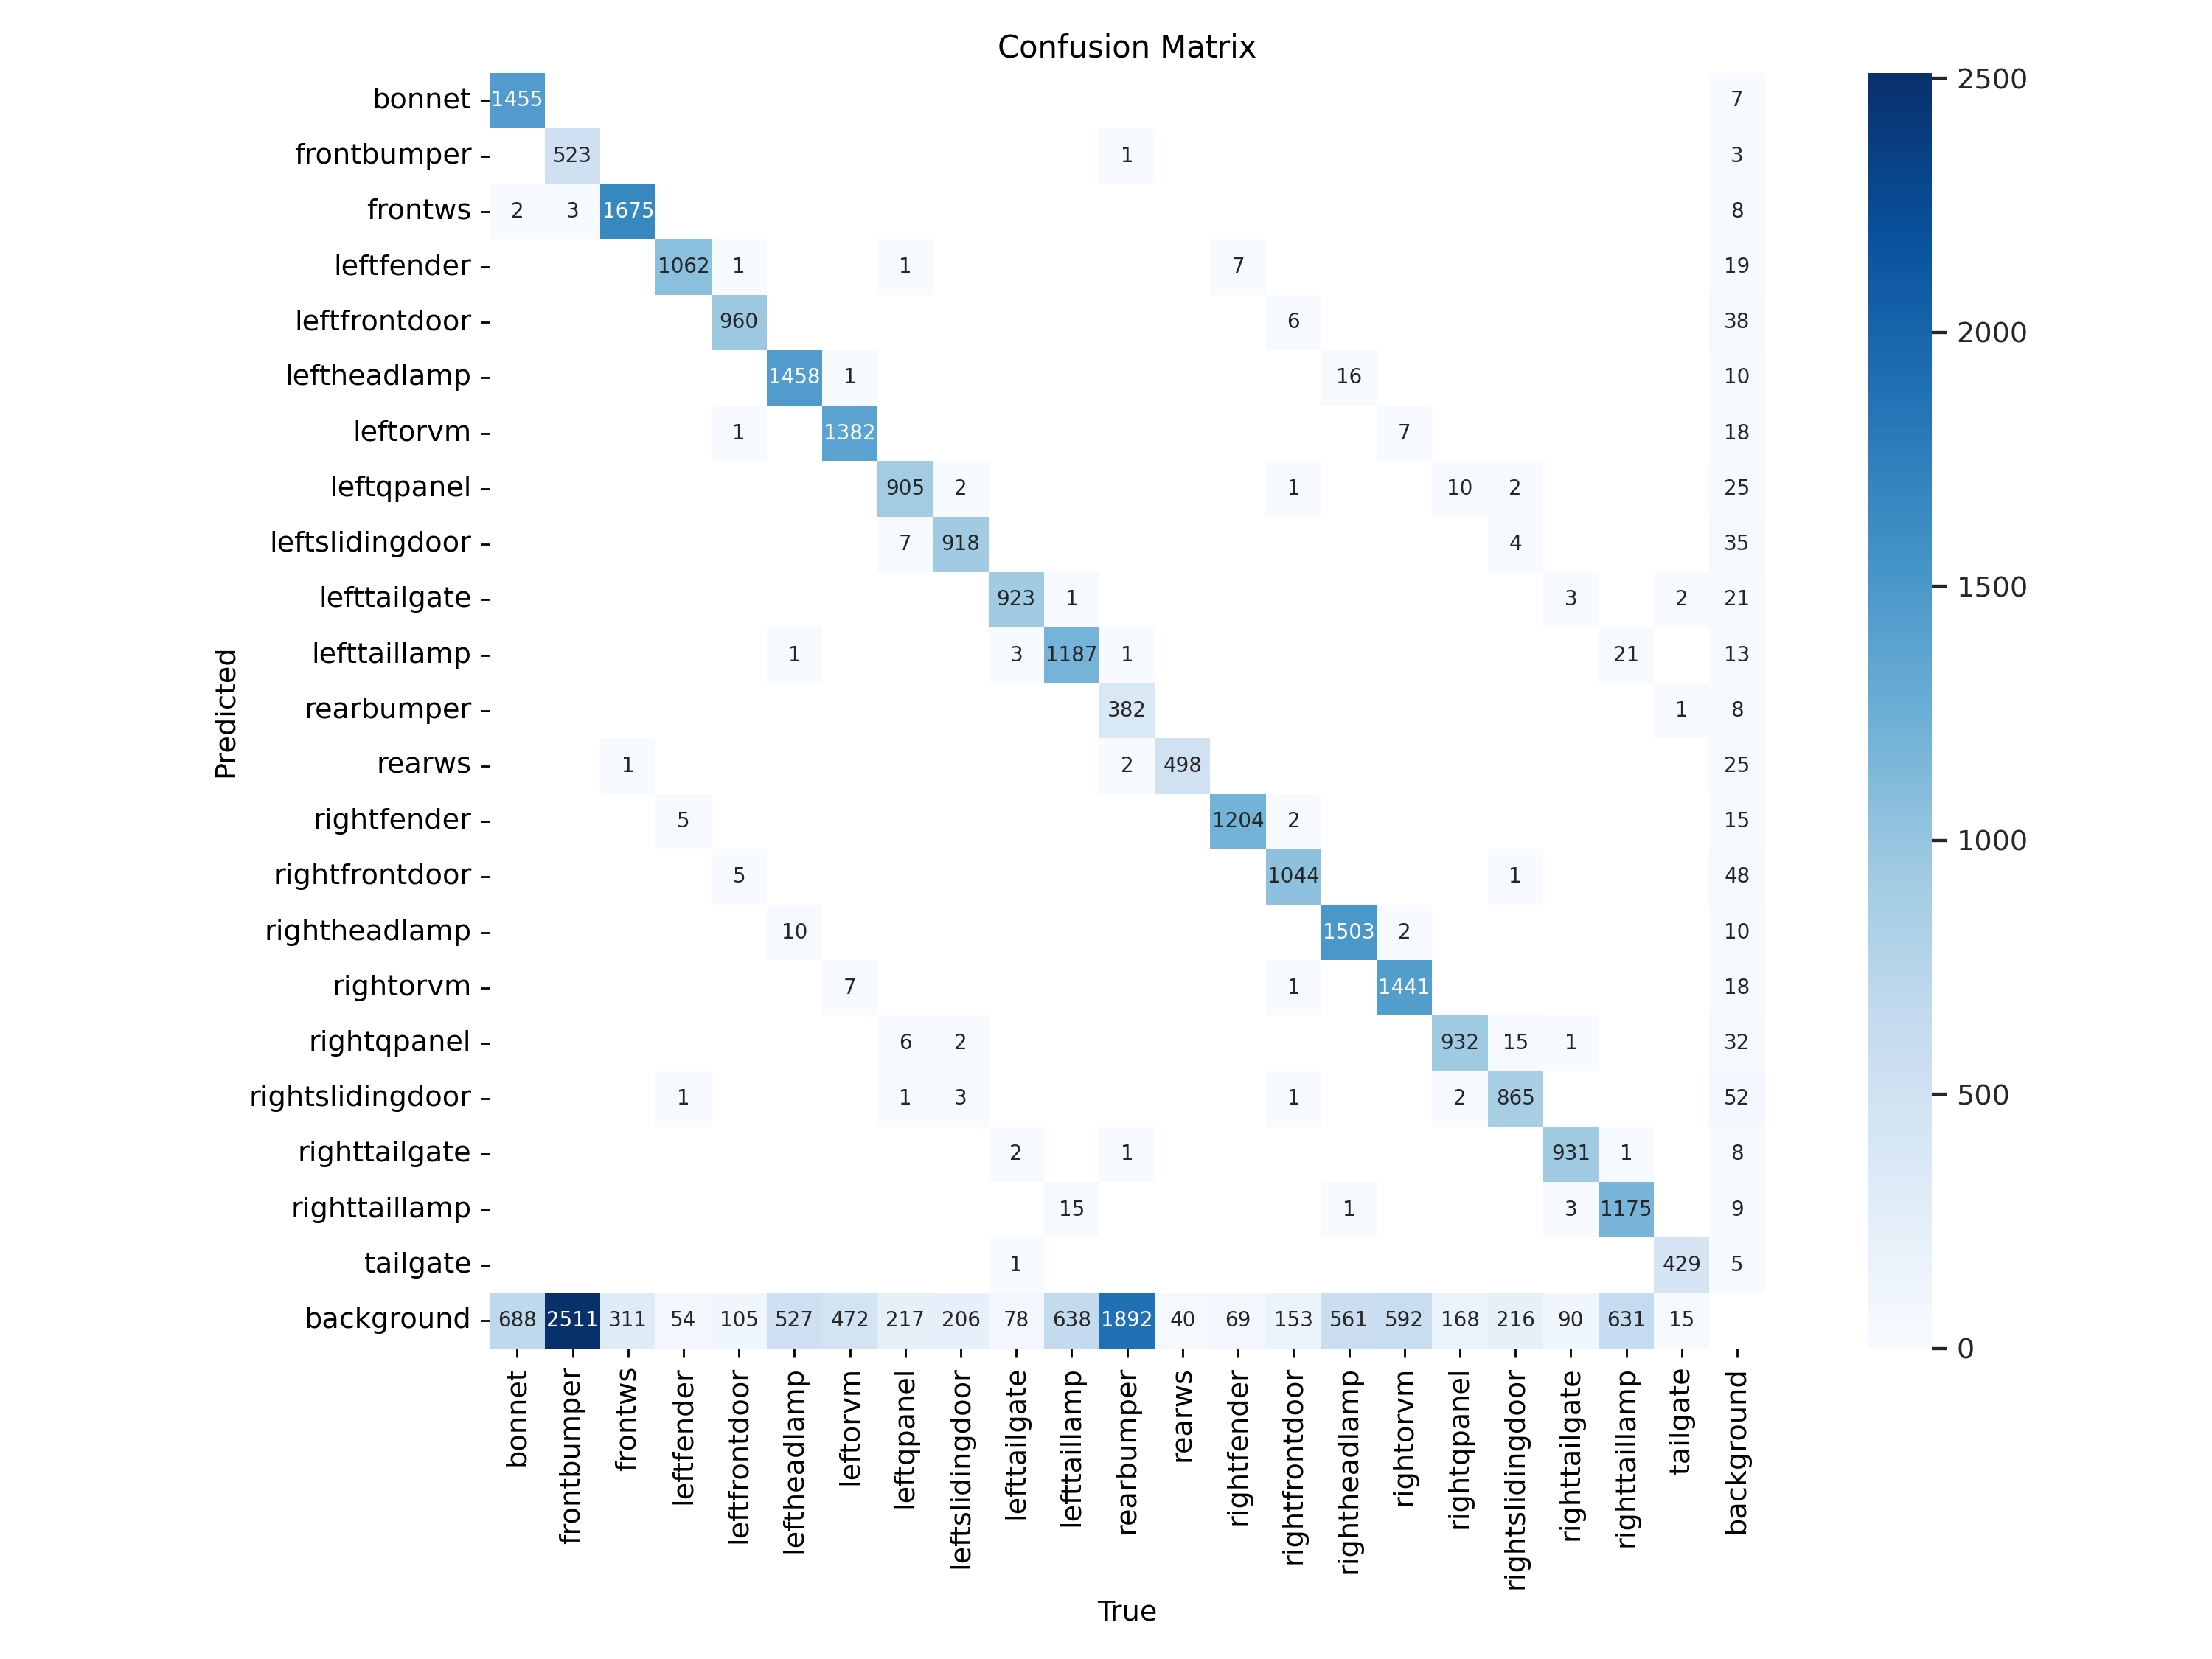 Confusion Matrix
bonnet 1455 7
frontbumper 523 1 3
frontws 2 3 1675 8
leftfender 1062 1 1 7 19
leftfrontdoor 960 6 38
leftheadlamp 1458 1 16 10
leftorvm 1 1382 7 18
leftqpanel 905 2 1 10 2 25
leftslidingdoor 7 918 4 35
lefttailgate 923 1 3 2 21
lefttaillamp 1 3 1187 1 21 13
rearbumper 382 1 8
rearws 1 2 498 25
rightfender 5 1204 2 15
rightfrontdoor 5 1044 1 48
rightheadlamp 10 1503 2 10
rightorvm 7 1 1441 18
rightqpanel 6 2 932 15 1 32
rightslidingdoor 1 1 3 1 2 865 52
righttailgate 2 1 931 1 8
righttaillamp 15 1 3 1175 9
tailgate 1 429 5
background 688 2511 311 54 105 527 472 217 206 78 638 1892 40 69 153 561 592 168 216 90 631 15
bonnet
frontbumper
frontws
leftfender
leftfrontdoor
leftheadlamp
leftorvm
leftqpanel
leftslidingdoor
lefttailgate
lefttaillamp
rearbumper
rearws
rightfender
rightfrontdoor
rightheadlamp
rightorvm
rightqpanel
rightslidingdoor
righttailgate
righttaillamp
tailgate
background
True
Predicted
2500
2000
1500
1000
500
0